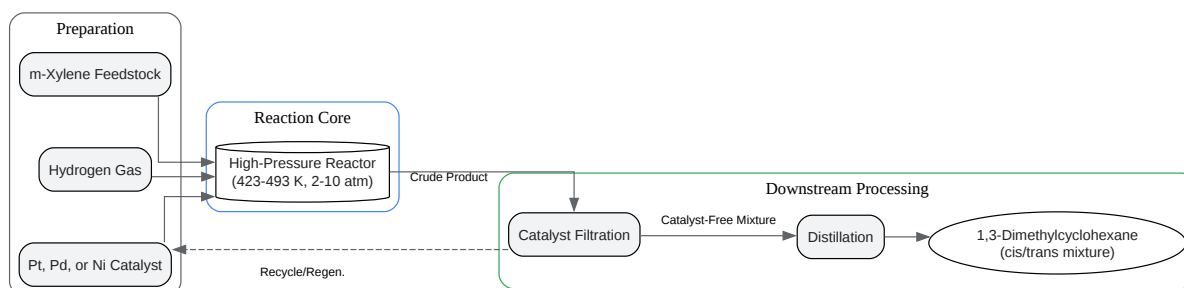 Preparation
m-Xylene Feedstock
Hydrogen Gas
Pt, Pd, or Ni Catalyst
Reaction Core
High-Pressure Reactor
(423-493 K, 2-10 atm)
Crude Product
Recycle/Regen.
Downstream Processing
Catalyst Filtration
Catalyst-Free Mixture
Distillation
1,3-Dimethylcyclohexane
(cis/trans mixture)